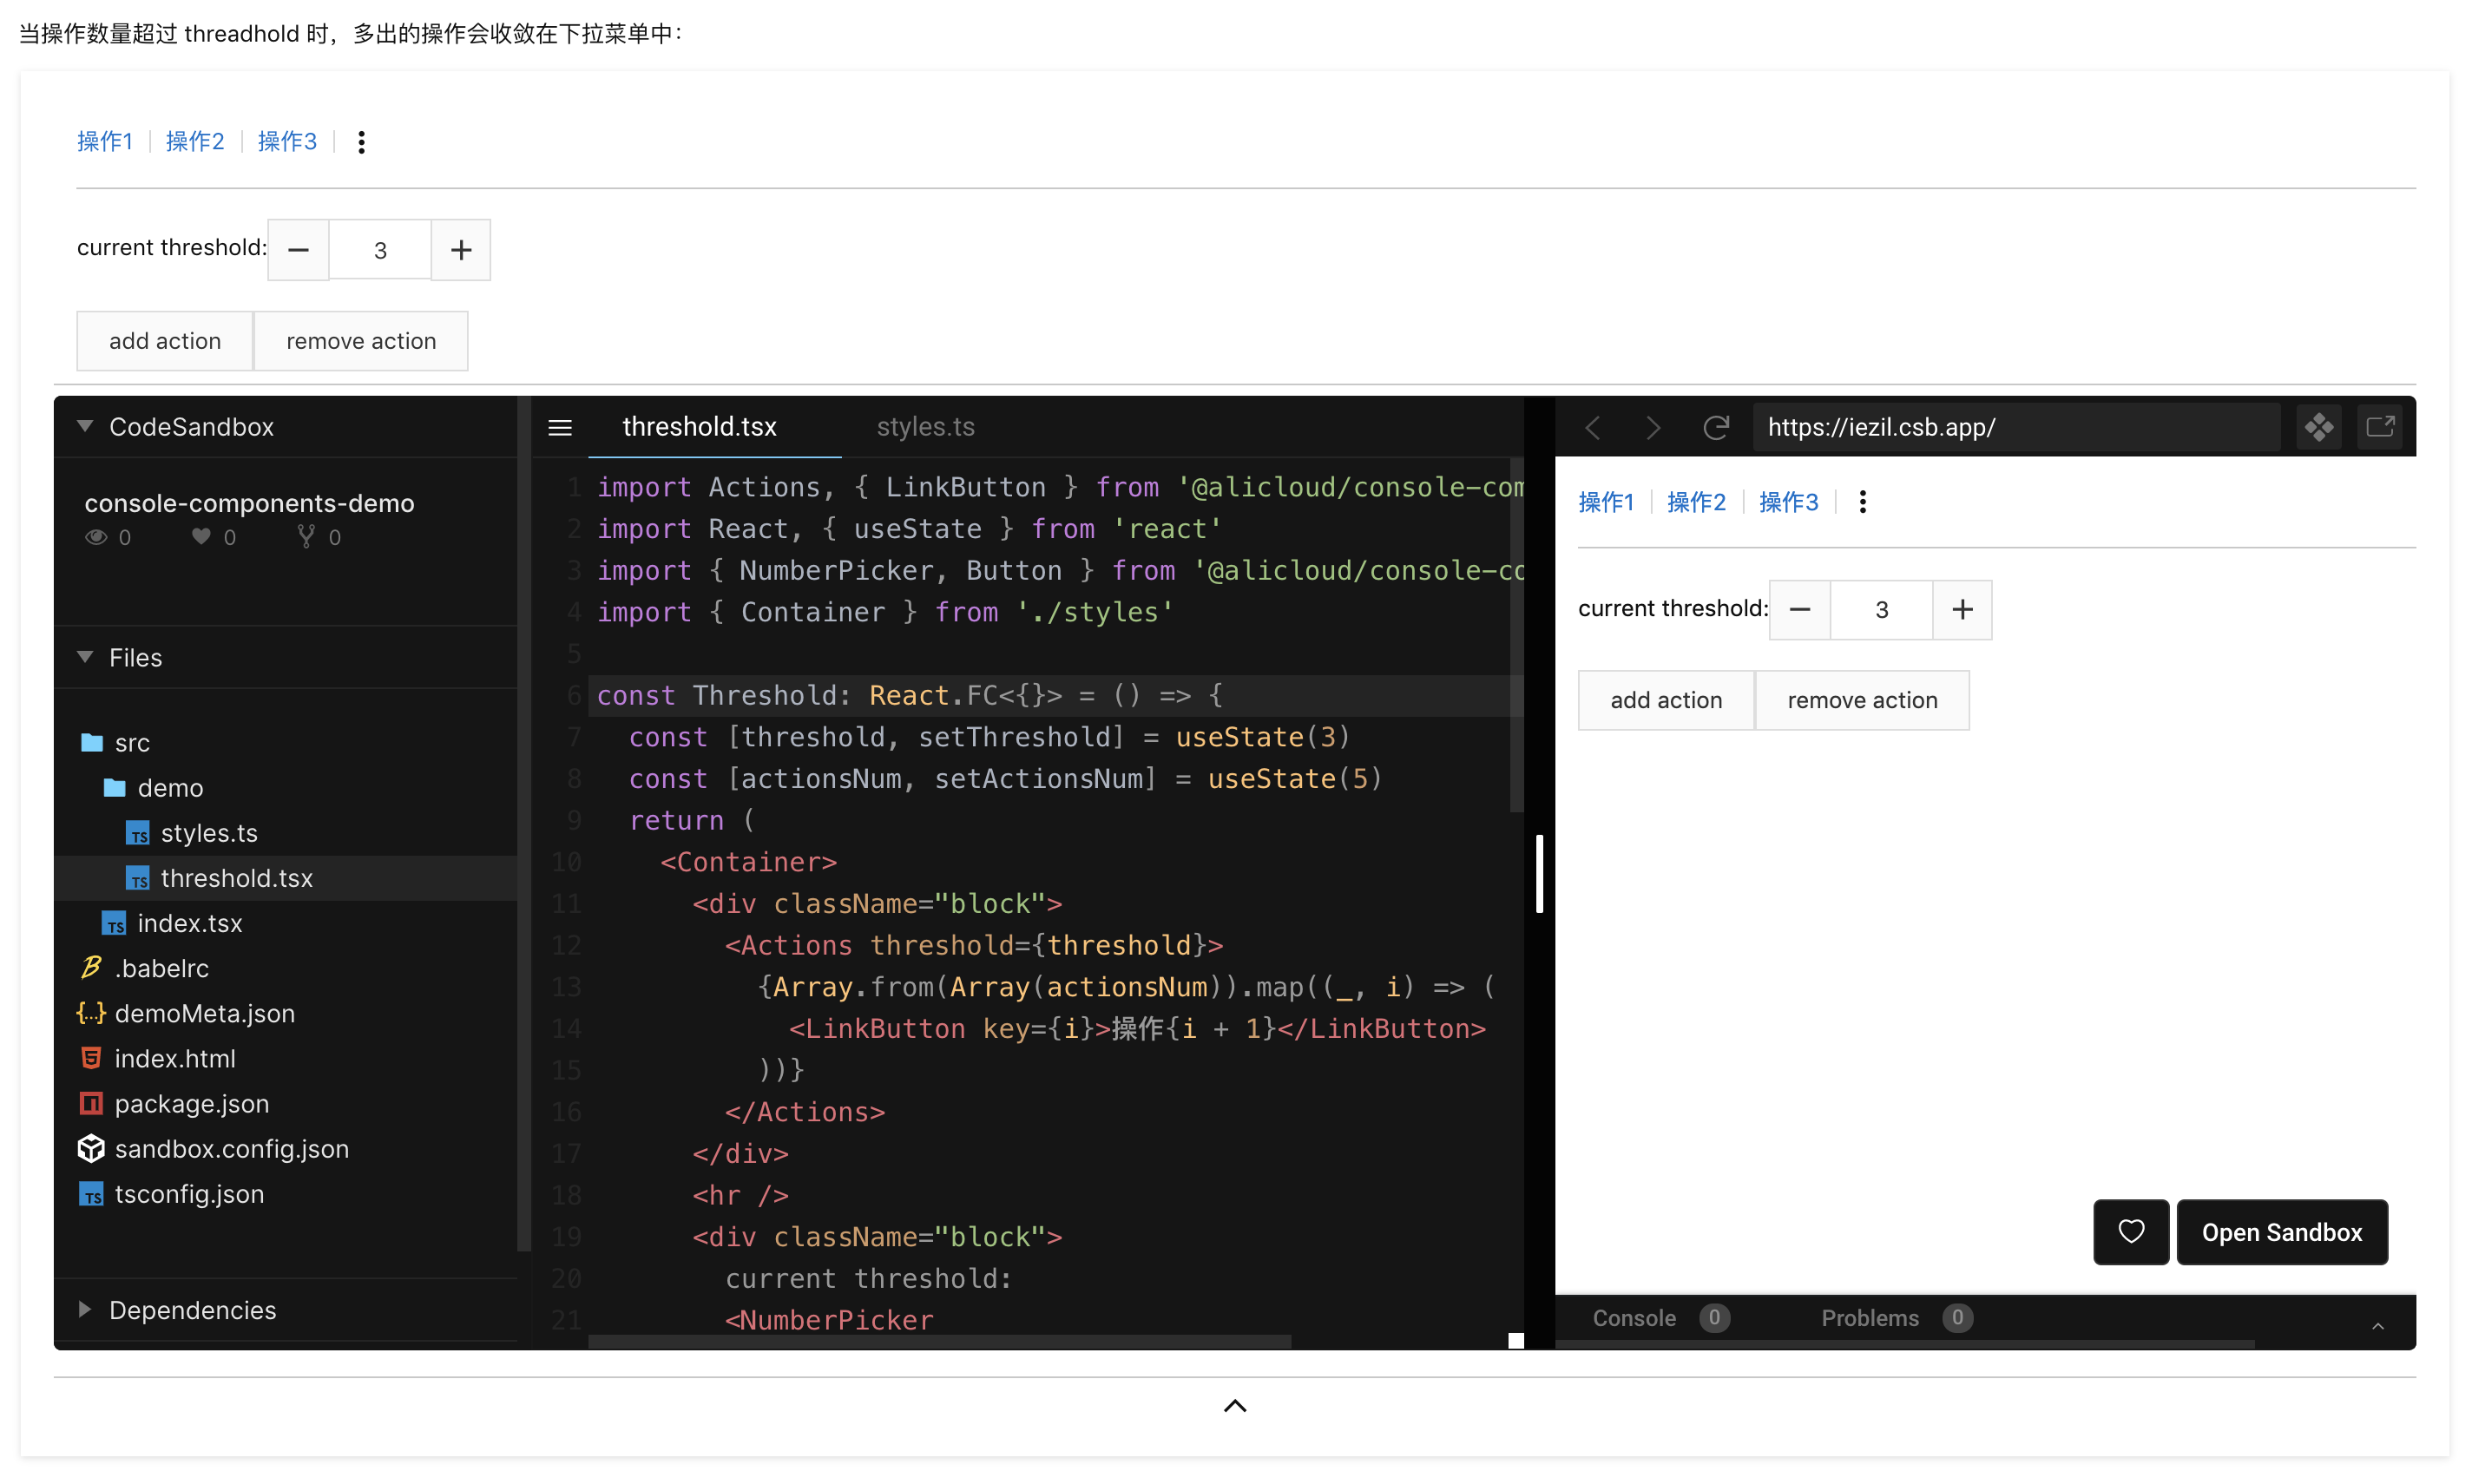 当操作数量超过 threadhold 时，多出的操作会收敛在下拉菜单中：
操作1 操作2 操作3
current threshold: 3
add action remove action
CodeSandbox
console-components-demo
0 0 0
Files
src
demo
styles.ts
threshold.tsx
index.tsx
.babelrc
demoMeta.json
index.html
package.json
sandbox.config.json
tsconfig.json
Dependencies
threshold.tsx styles.ts
1 import Actions, { LinkButton } from '@alicloud/console-com
2 import React, { useState } from 'react'
3 import { NumberPicker, Button } from '@alicloud/console-co
4 import { Container } from './styles'
5
6 const Threshold: React.FC<{}> = () => {
7 const [threshold, setThreshold] = useState(3)
8 const [actionsNum, setActionsNum] = useState(5)
9 return (
10 <Container>
11 <div className="block">
12 <Actions threshold={threshold}>
13 {Array.from(Array(actionsNum)).map((_, i) => (
14 <LinkButton key={i}>操作{i + 1}</LinkButton>
15 ))}
16 </Actions>
17 </div>
18 <hr />
19 <div className="block">
20 current threshold:
21 <NumberPicker
https://iezil.csb.app/
操作1 操作2 操作3
current threshold: 3
add action remove action
Open Sandbox
Console 0 Problems 0